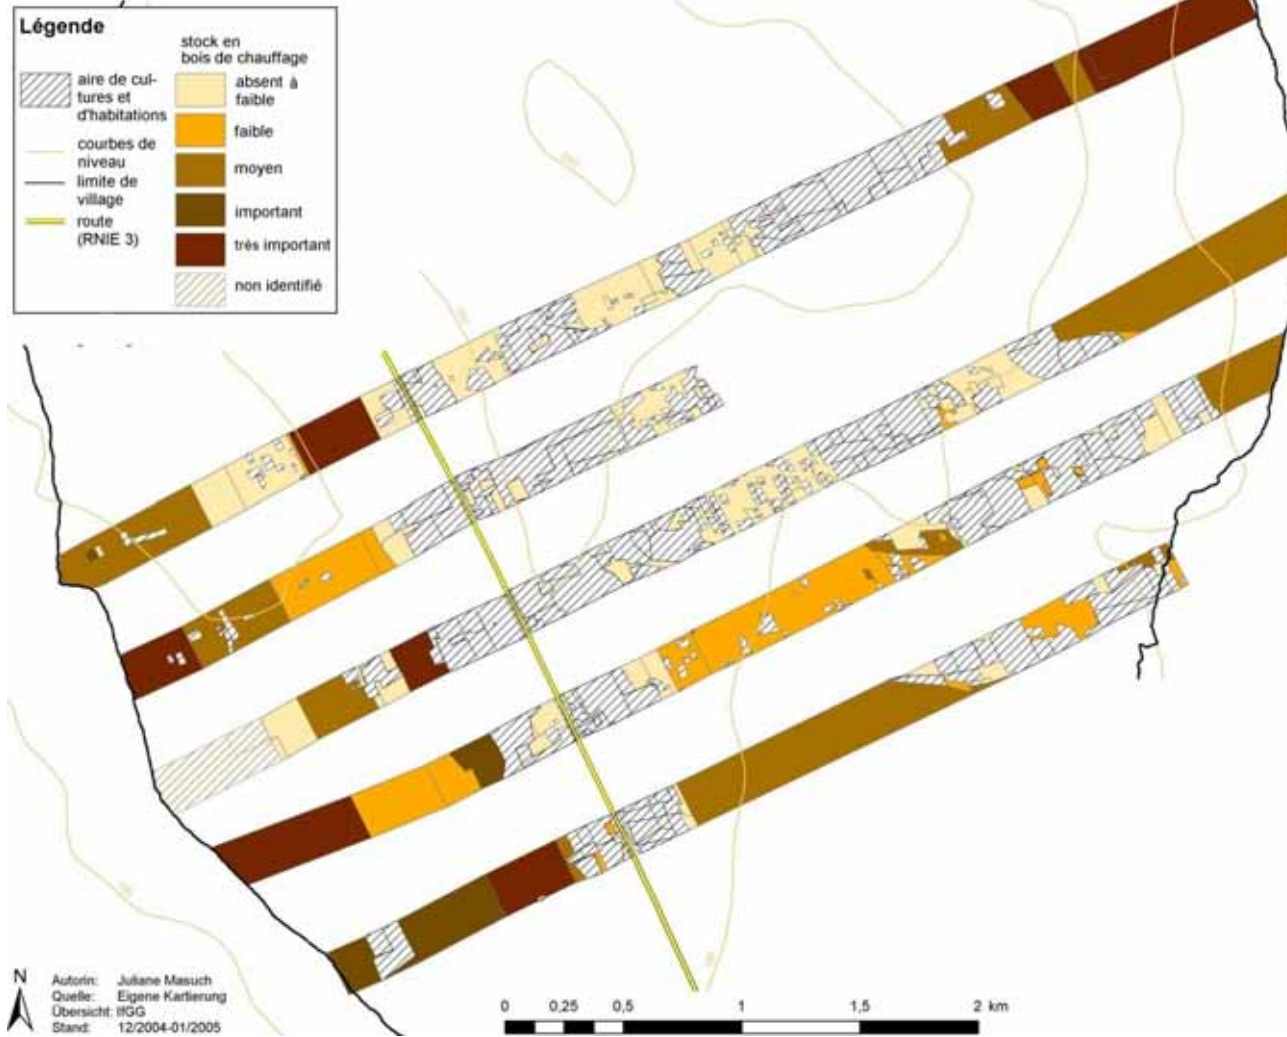 Légende
aire de cul-
tures et
d'habitations
courbes de
niveau
limite de
village
route
(RNIE 3)
stock en
bois de chauffage
absent à
faible
faible
moyen
important
très important
non identifié
N
Autorin: Juliane Masuch
Quelle: Eigene Kartierung
Übersicht: IfGG
Stand: 12/2004-01/2005
0 0,25 0,5 1 1,5 2 km